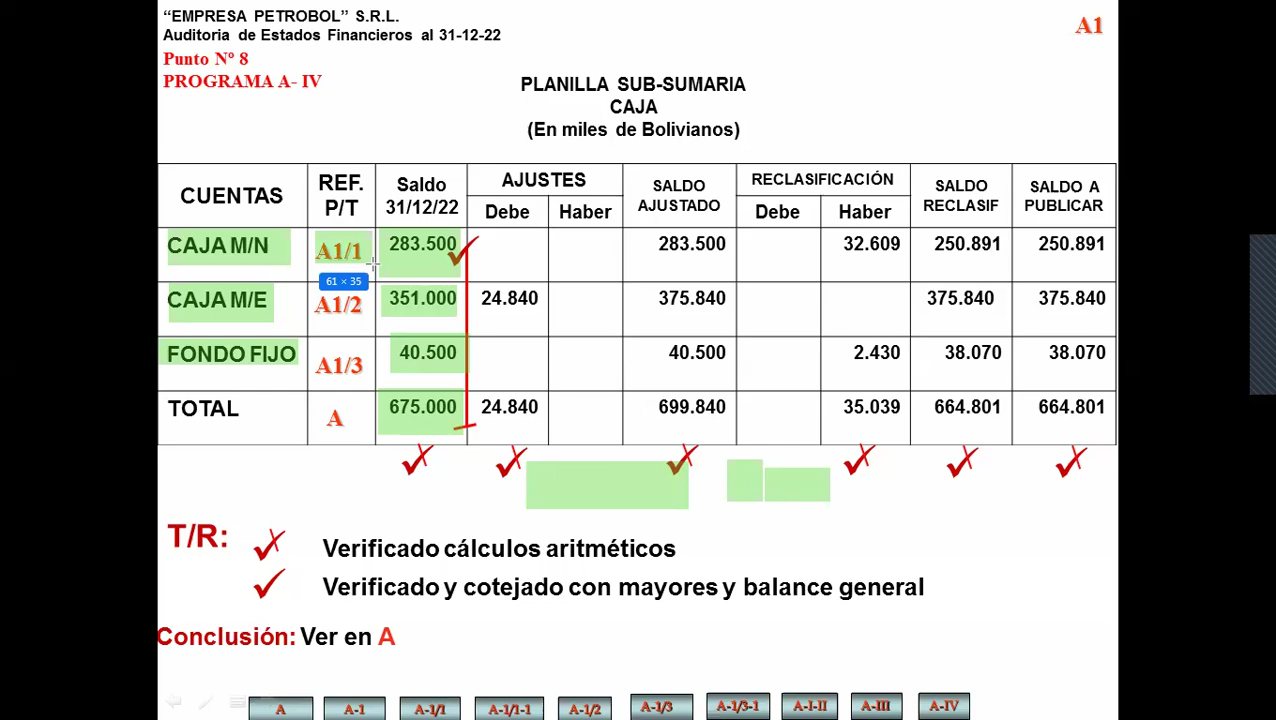 “EMPRESA PETROBOL” S.R.L.
A1
Auditoria de Estados Financieros al 31-12-22
Punto Nº 8
PROGRAMA A- IV
PLANILLA SUB-SUMARIA
CAJA
(En miles de Bolivianos)
CUENTAS REF. P/T Saldo 31/12/22 AJUSTES Debe Haber SALDO AJUSTADO RECLASIFICACIÓN Debe Haber SALDO RECLASIF SALDO A PUBLICAR
CAJA M/N A1/1 283.500 283.500 32.609 250.891 250.891
61 × 35
CAJA M/E A1/2 351.000 24.840 375.840 375.840 375.840
FONDO FIJO A1/3 40.500 40.500 2.430 38.070 38.070
TOTAL A 675.000 24.840 699.840 35.039 664.801 664.801
T/R:
Verificado cálculos aritméticos
Verificado y cotejado con mayores y balance general
Conclusión: Ver en A
A A-1 A-1/1 A-1/1-1 A-1/2 A-1/3 A-1/3-1 A-I-II A-III A-IV